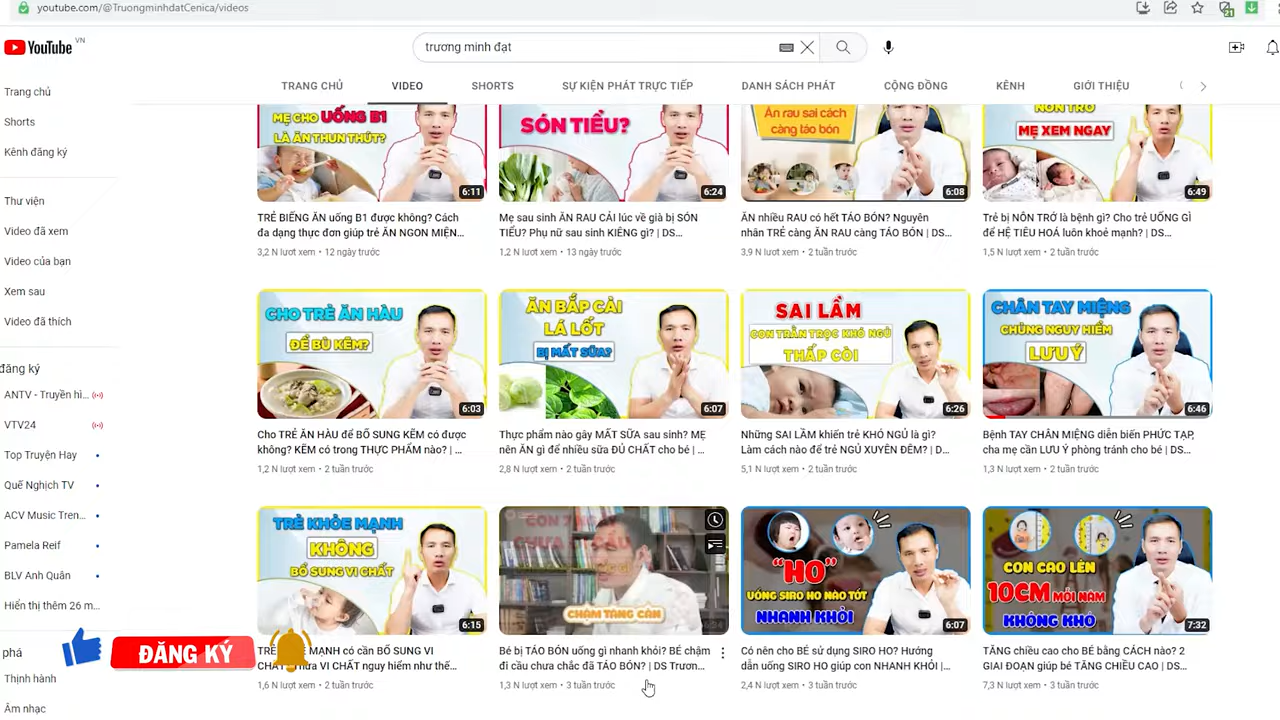 youtube.com/@TruongminhdatCenica/videos
21
YouTube VN
trương minh đạt
TRANG CHỦ VIDEO SHORTS SỰ KIỆN PHÁT TRỰC TIẾP DANH SÁCH PHÁT CỘNG ĐỒNG KÊNH GIỚI THIỆU
Trang chủ
Shorts
Kênh đăng ký
Thư viện
Video đã xem
Video của bạn
Xem sau
Video đã thích
đăng ký
ANTV - Truyền hì...
VTV24
Top Truyện Hay
Quế Nghịch TV
ACV Music Tren...
Pamela Reif
BLV Anh Quân
Hiển thị thêm 26 m...
phá
Thịnh hành
Âm nhạc
MẸ CHO UỐNG B1
LÀ ĂN THUN THÚT?
6:11
TRẺ BIẾNG ĂN uống B1 được không? Cách
đa dạng thực đơn giúp trẻ ĂN NGON MIỆN...
3,2 N lượt xem • 12 ngày trước
SÓN TIỂU?
6:24
Mẹ sau sinh ĂN RAU CẢI lúc về già bị SÓN
TIỂU? Phụ nữ sau sinh KIÊNG gì? | DS...
1,2 N lượt xem • 13 ngày trước
Ăn rau sai cách
càng táo bón
6:08
ĂN nhiều RAU có hết TÁO BÓN? Nguyên
nhân TRẺ càng ĂN RAU càng TÁO BÓN | DS...
3,9 N lượt xem • 2 tuần trước
NÔN TRỚ
MẸ XEM NGAY
6:49
Trẻ bị NÔN TRỚ là bệnh gì? Cho trẻ UỐNG GÌ
để HỆ TIÊU HOÁ luôn khoẻ mạnh? | DS...
1,5 N lượt xem • 2 tuần trước
CHO TRẺ ĂN HÀU
ĐỂ BÙ KẼM?
6:03
Cho TRẺ ĂN HÀU để BỔ SUNG KẼM có được
không? KẼM có trong THỰC PHẨM nào? | ...
1,2 N lượt xem • 2 tuần trước
ĂN BẮP CẢI
LÁ LỐT
BỊ MẤT SỮA?
6:07
Thực phẩm nào gây MẤT SỮA sau sinh? MẸ
nên ĂN gì để nhiều sữa ĐỦ CHẤT cho bé | ...
2,8 N lượt xem • 2 tuần trước
SAI LẦM
CON TRẰN TRỌC KHÓ NGỦ
THẤP CÒI
6:26
Những SAI LẦM khiến trẻ KHÓ NGỦ là gì?
Làm cách nào để trẻ NGỦ XUYÊN ĐÊM? | D...
5,1 N lượt xem • 2 tuần trước
CHÂN TAY MIỆNG
CHỦNG NGUY HIỂM
LƯU Ý
6:46
Bệnh TAY CHÂN MIỆNG diễn biến PHỨC TẠP,
cha mẹ cần LƯU Ý phòng tránh cho bé | DS...
1,3 N lượt xem • 2 tuần trước
TRẺ KHỎE MẠNH
KHÔNG
BỔ SUNG VI CHẤT
6:15
MẠNH có cần BỔ SUNG VI
VI CHẤT nguy hiểm như thế...
1,6 N lượt xem • 2 tuần trước
CHẬM TĂNG CÂN
Bé bị TÁO BÓN uống gì nhanh khỏi? BÉ chậm
đi cầu chưa chắc đã TÁO BÓN? | DS Trươn...
1,3 N lượt xem • 3 tuần trước
"HO"
UỐNG SIRO HO NÀO TỐT
NHANH KHỎI
6:07
Có nên cho BÉ sử dụng SIRO HO? Hướng
dẫn uống SIRO HO giúp con NHANH KHỎI |...
2,4 N lượt xem • 3 tuần trước
CON CAO LÊN
10CM MỖI NĂM
KHÔNG KHÓ
7:32
TĂNG chiều cao cho BÉ bằng CÁCH nào? 2
GIAI ĐOẠN giúp bé TĂNG CHIỀU CAO | DS...
7,3 N lượt xem • 3 tuần trước
ĐĂNG KÝ